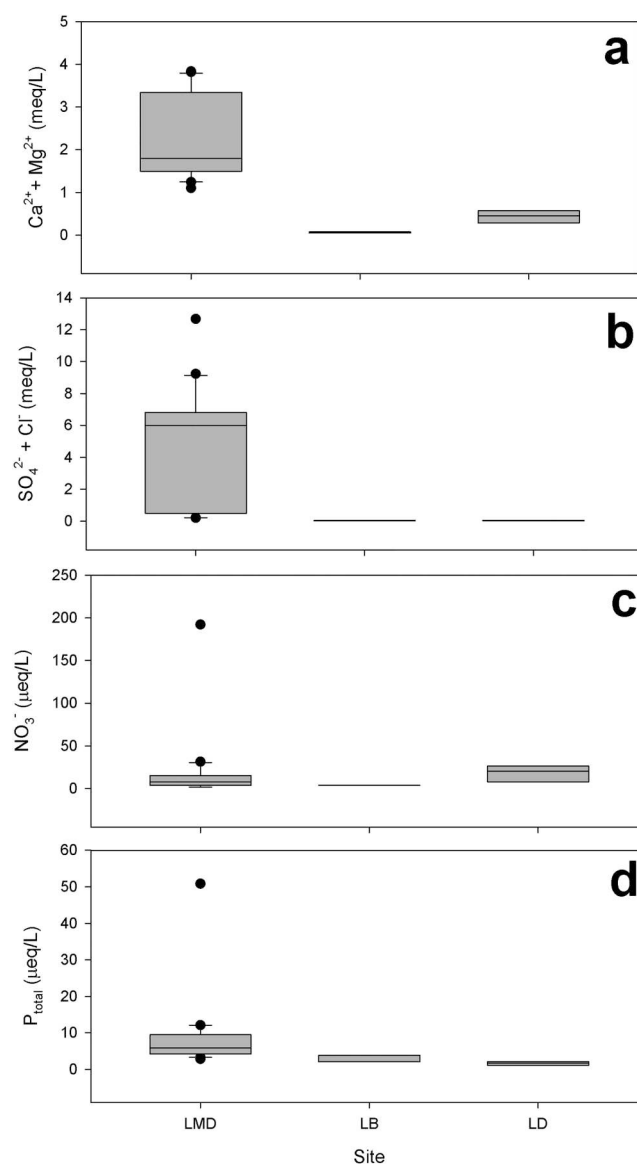 a
5
4
3
2
1
0
Ca²⁺+ Mg²⁺ (meq/L)
b
14
12
10
8
6
4
2
0
SO₄²⁻ + Cl⁻ (meq/L)
c
250
200
150
100
50
0
NO₃⁻ (µeq/L)
d
60
50
40
30
20
10
0
P_total (µeq/L)
LMD LB LD
Site